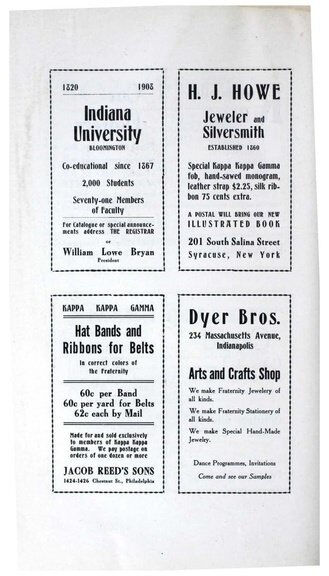 1820 1908
Indiana
University
BLOOMINGTON
Co-educational since 1867
2,000 Students
Seventy-one Members
of Faculty
For Catalogue or special announce-
ments address THE REGISTRAR
or
William Lowe Bryan
President
H. J. HOWE
Jeweler and
Silversmith
ESTABLISHED 1860
Special Kappa Kappa Gamma
fob, hand-sawed monogram,
leather strap $2.25, silk rib-
bon 75 cents extra.
A POSTAL WILL BRING OUR NEW
ILLUSTRATED BOOK
201 South Salina Street
Syracuse, New York
KAPPA KAPPA GAMMA
Hat Bands and
Ribbons for Belts
In correct colors of
the Fraternity
60c per Band
60c per yard for Belts
62c each by Mail
Made for and sold exclusively
to members of Kappa Kappa
Gamma. We pay postage on
orders of one dozen or more
JACOB REED'S SONS
1424-1426 Chestnut St., Philadelphia
Dyer Bros.
234 Massachusetts Avenue,
Indianapolis
Arts and Crafts Shop
We make Fraternity Jewelery of
all kinds.
We make Fraternity Stationery of
all kinds.
We make Special Hand-Made
Jewelry.
Dance Programmes, Invitations
Come and see our Samples